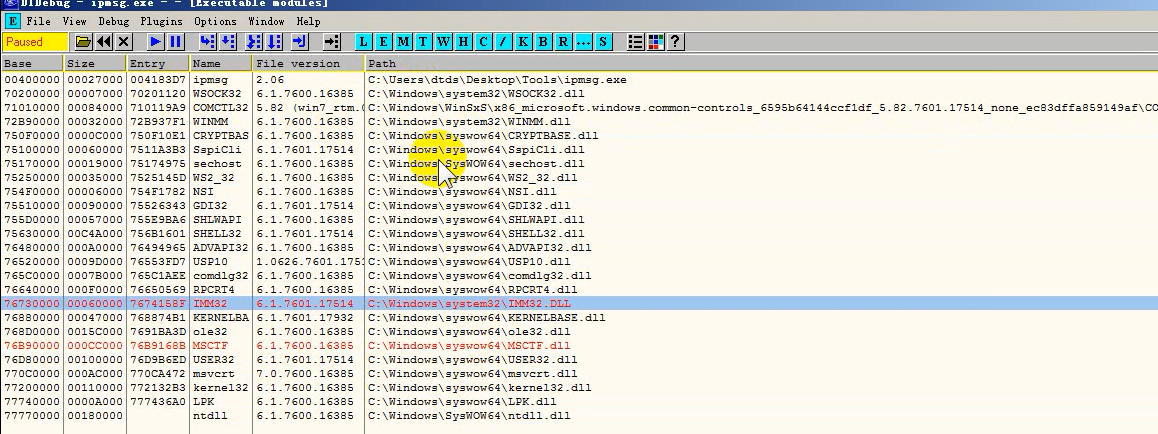 DIDebug - ipmsg.exe - - [Executable modules]
E File View Debug Plugins Options Window Help
Paused L E M T W H C / K B R ... S ?
Base Size Entry Name File version Path
00400000 00027000 004183D7 ipmsg 2.06 C:\Users\dtds\Desktop\Tools\ipmsg.exe
70200000 00007000 70201120 WSOCK32 6.1.7600.16385 C:\Windows\system32\WSOCK32.dll
71010000 00084000 710119A9 COMCTL32 5.82 (win7_rtm.( C:\Windows\WinSxS\x86_microsoft.windows.common-controls_6595b64144ccf1df_5.82.7601.17514_none_ec83dffa859149af\CO
72B90000 00032000 72B937F1 WINMM 6.1.7600.16385 C:\Windows\system32\WINMM.dll
750F0000 0000C000 750F10E1 CRYPTBAS 6.1.7600.16385 C:\Windows\syswow64\CRYPTBASE.dll
75100000 00060000 7511A3B3 SspiCli 6.1.7601.17514 C:\Windows\syswow64\SspiCli.dll
75170000 00019000 75174975 sechost 6.1.7600.16385 C:\Windows\SysWOW64\sechost.dll
75250000 00035000 7525145D WS2_32 6.1.7600.16385 C:\Windows\syswow64\WS2_32.dll
754F0000 00006000 754F1782 NSI 6.1.7600.16385 C:\Windows\syswow64\NSI.dll
75510000 00090000 75526343 GDI32 6.1.7601.17514 C:\Windows\syswow64\GDI32.dll
755D0000 00057000 755E9BA6 SHLWAPI 6.1.7600.16385 C:\Windows\syswow64\SHLWAPI.dll
75630000 00C4A000 756B1601 SHELL32 6.1.7601.17514 C:\Windows\syswow64\SHELL32.dll
76480000 000A0000 76494965 ADVAPI32 6.1.7600.16385 C:\Windows\syswow64\ADVAPI32.dll
76520000 0009D000 76553FD7 USP10 1.0626.7601.175 C:\Windows\syswow64\USP10.dll
765C0000 0007B000 765C1AEE comdlg32 6.1.7600.16385 C:\Windows\syswow64\comdlg32.dll
76640000 000F0000 76650569 RPCRT4 6.1.7600.16385 C:\Windows\syswow64\RPCRT4.dll
76730000 00060000 7674158F IMM32 6.1.7601.17514 C:\Windows\system32\IMM32.DLL
76880000 00047000 768874B1 KERNELBA 6.1.7601.17932 C:\Windows\syswow64\KERNELBASE.dll
768D0000 0015C000 7691BA3D ole32 6.1.7600.16385 C:\Windows\syswow64\ole32.dll
76B90000 000CC000 76B9168B MSCTF 6.1.7600.16385 C:\Windows\syswow64\MSCTF.dll
76D80000 00100000 76D9B6ED USER32 6.1.7601.17514 C:\Windows\syswow64\USER32.dll
770C0000 000AC000 770CA472 msvcrt 7.0.7600.16385 C:\Windows\syswow64\msvcrt.dll
77200000 00110000 772132B3 kernel32 6.1.7600.16385 C:\Windows\syswow64\kernel32.dll
77740000 0000A000 777436A0 LPK 6.1.7600.16385 C:\Windows\syswow64\LPK.dll
77770000 00180000 ntdll 6.1.7600.16385 C:\Windows\SysWOW64\ntdll.dll